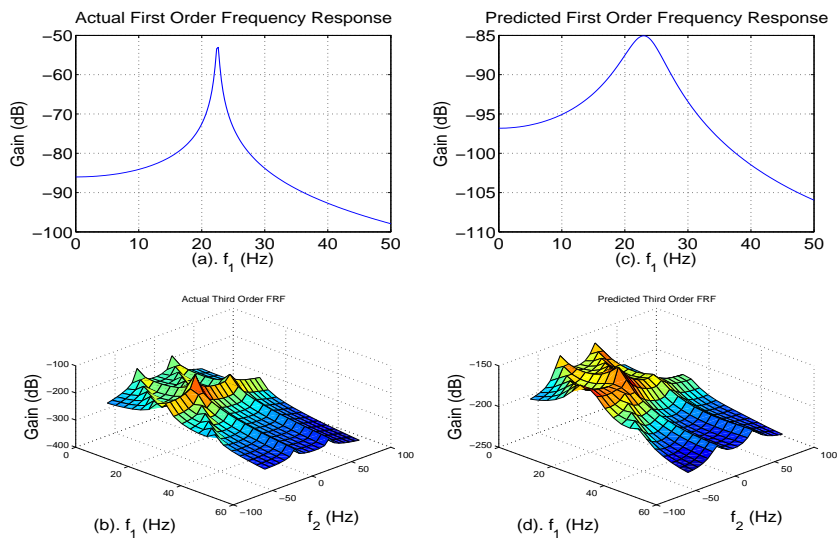 Actual First Order Frequency Response
−50
−60
−70
−80
−90
−100
Gain (dB)
0 10 20 30 40 50
(a). f1 (Hz)
Predicted First Order Frequency Response
−85
−90
−95
−100
−105
−110
Gain (dB)
0 10 20 30 40 50
(c). f1 (Hz)
Actual Third Order FRF
−100
−200
−300
−400
Gain (dB)
0
20
40
60
−100
−50
0
50
100
(b). f1 (Hz)
f2 (Hz)
Predicted Third Order FRF
−150
−200
−250
Gain (dB)
0
20
40
60
−100
−50
0
50
100
(d). f1 (Hz)
f2 (Hz)